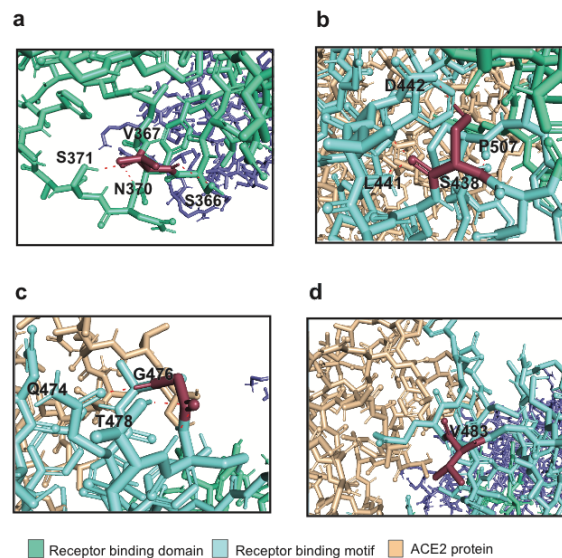 a
V367
S371
N370
S366
b
D442
P507
L441
S438
c
G476
Q474
T478
d
V483
Receptor binding domain Receptor binding motif ACE2 protein